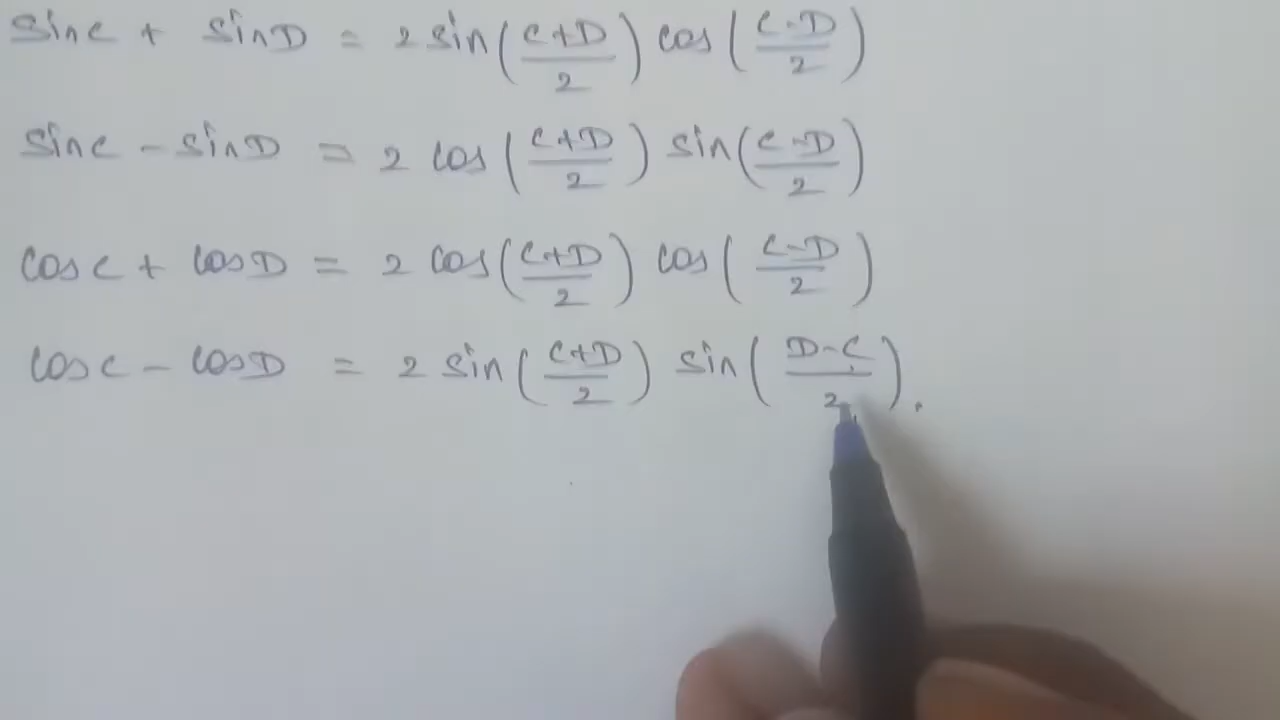 sinC + sinD = 2 sin(C+D/2) cos(C-D/2)
sinC - sinD = 2 cos(C+D/2) sin(C-D/2)
cosC + cosD = 2 cos(C+D/2) cos(C-D/2)
cosC - cosD = 2 sin(C+D/2) sin(D-C/2).